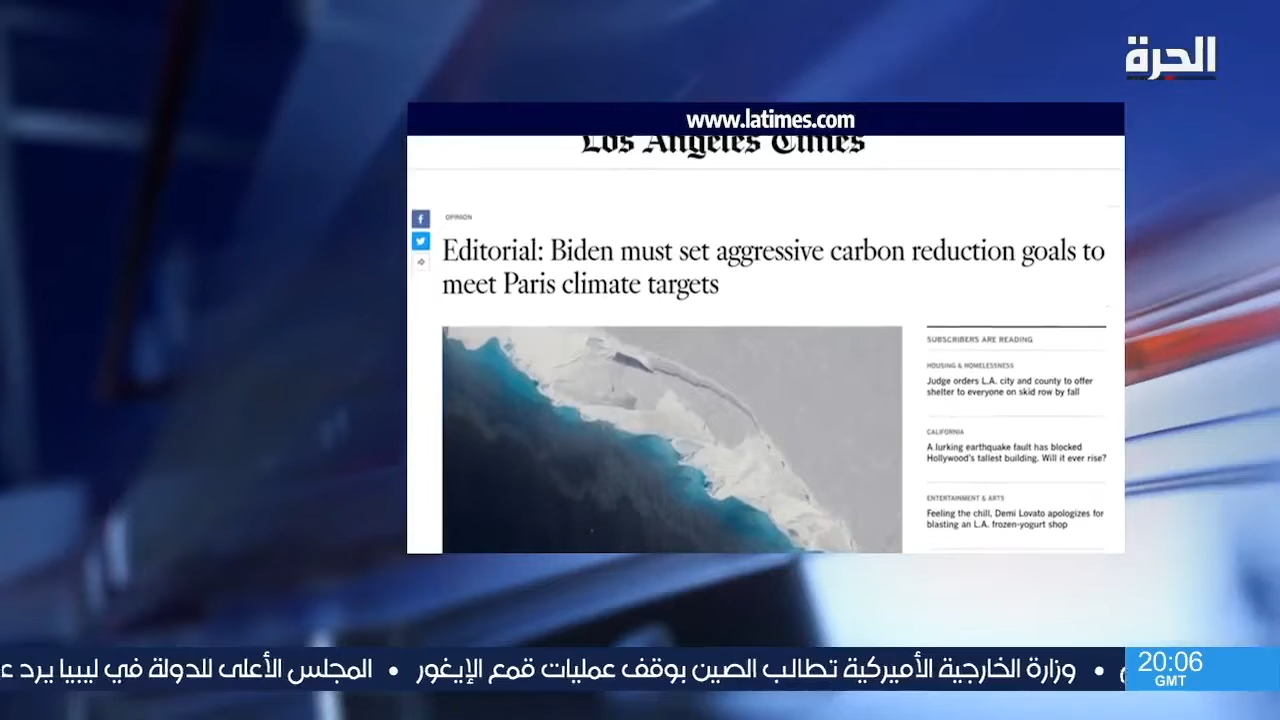 الحرة
www.latimes.com
Los Angeles Times
OPINION
Editorial: Biden must set aggressive carbon reduction goals to
meet Paris climate targets
SUBSCRIBERS ARE READING
HOUSING & HOMELESSNESS
Judge orders L.A. city and county to offer
shelter to everyone on skid row by fall
CALIFORNIA
A lurking earthquake fault has blocked
Hollywood's tallest building. Will it ever rise?
ENTERTAINMENT & ARTS
Feeling the chill, Demi Lovato apologizes for
blasting an L.A. frozen-yogurt shop
• وزارة الخارجية الأميركية تطالب الصين بوقف عمليات قمع الإيغور • المجلس الأعلى للدولة في ليبيا يرد
20:06
GMT